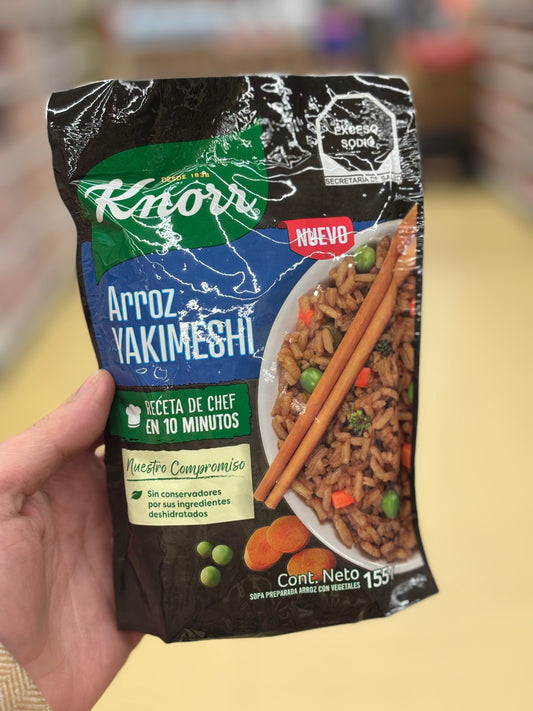 EXCESO
SODIO
SECRETARÍA DE SALUD
DESDE 1838
Knorr
NUEVO
Arroz
YAKIMESHI
RECETA DE CHEF
EN 10 MINUTOS
Nuestro Compromiso
Sin conservadores
por sus ingredientes
deshidratados
Cont. Neto 155
SOPA PREPARADA ARROZ CON VEGETALES